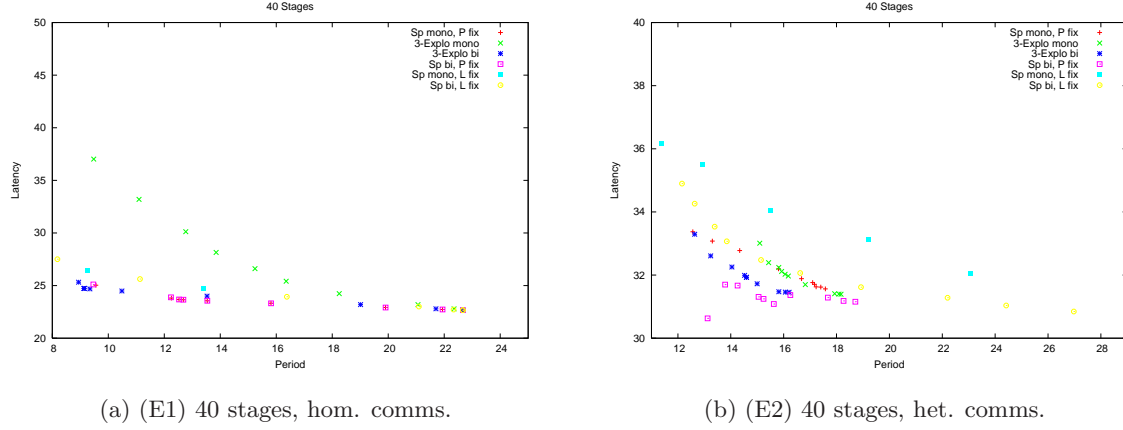 40 Stages
50
45
40
35
30
25
20
8
10
12
14
16
18
20
22
24
Latency
Period
Sp mono, P fix
3-Explo mono
3-Explo bi
Sp bi, P fix
Sp mono, L fix
Sp bi, L fix
(a) (E1) 40 stages, hom. comms.
40 Stages
40
38
36
34
32
30
12
14
16
18
20
22
24
26
28
Latency
Period
Sp mono, P fix
3-Explo mono
3-Explo bi
Sp bi, P fix
Sp mono, L fix
Sp bi, L fix
(b) (E2) 40 stages, het. comms.